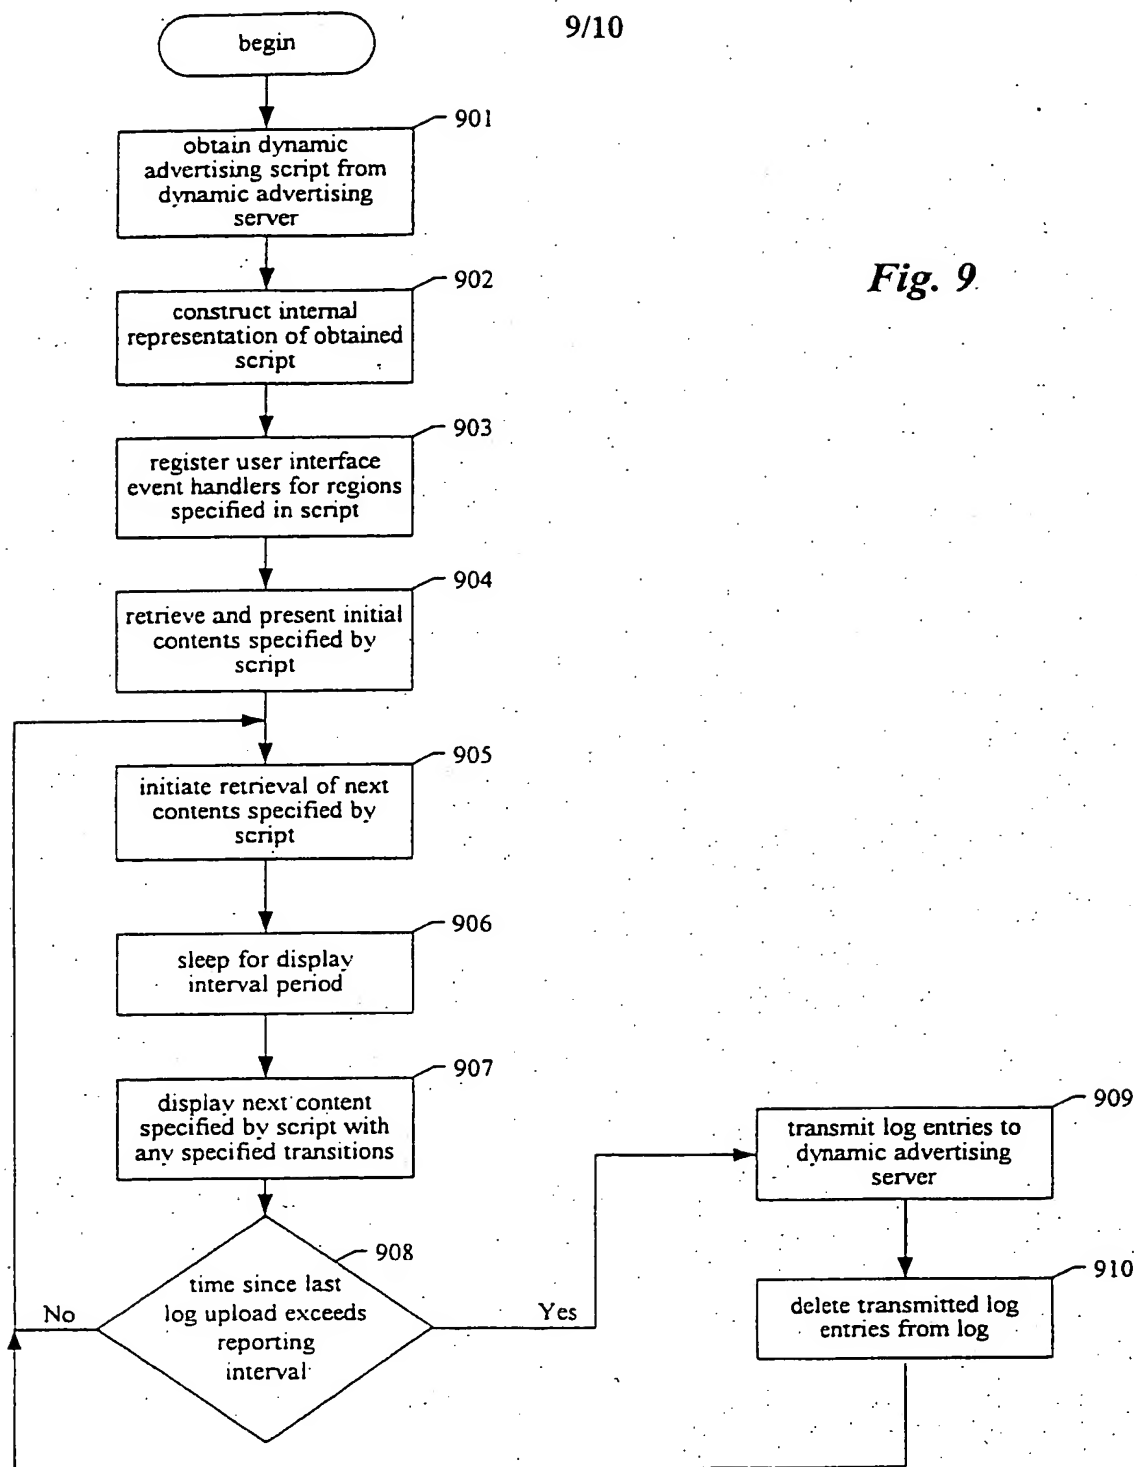 9/10
begin
901
obtain dynamic
advertising script from
dynamic advertising
server
Fig. 9
902
construct internal
representation of obtained
script
903
register user interface
event handlers for regions
specified in script
904
retrieve and present initial
contents specified by
script
905
initiate retrieval of next
contents specified by
script
906
sleep for display
interval period
907
display next content
specified by script with
any specified transitions
908
time since last
log upload exceeds
reporting
interval
No
Yes
909
transmit log entries to
dynamic advertising
server
910
delete transmitted log
entries from log